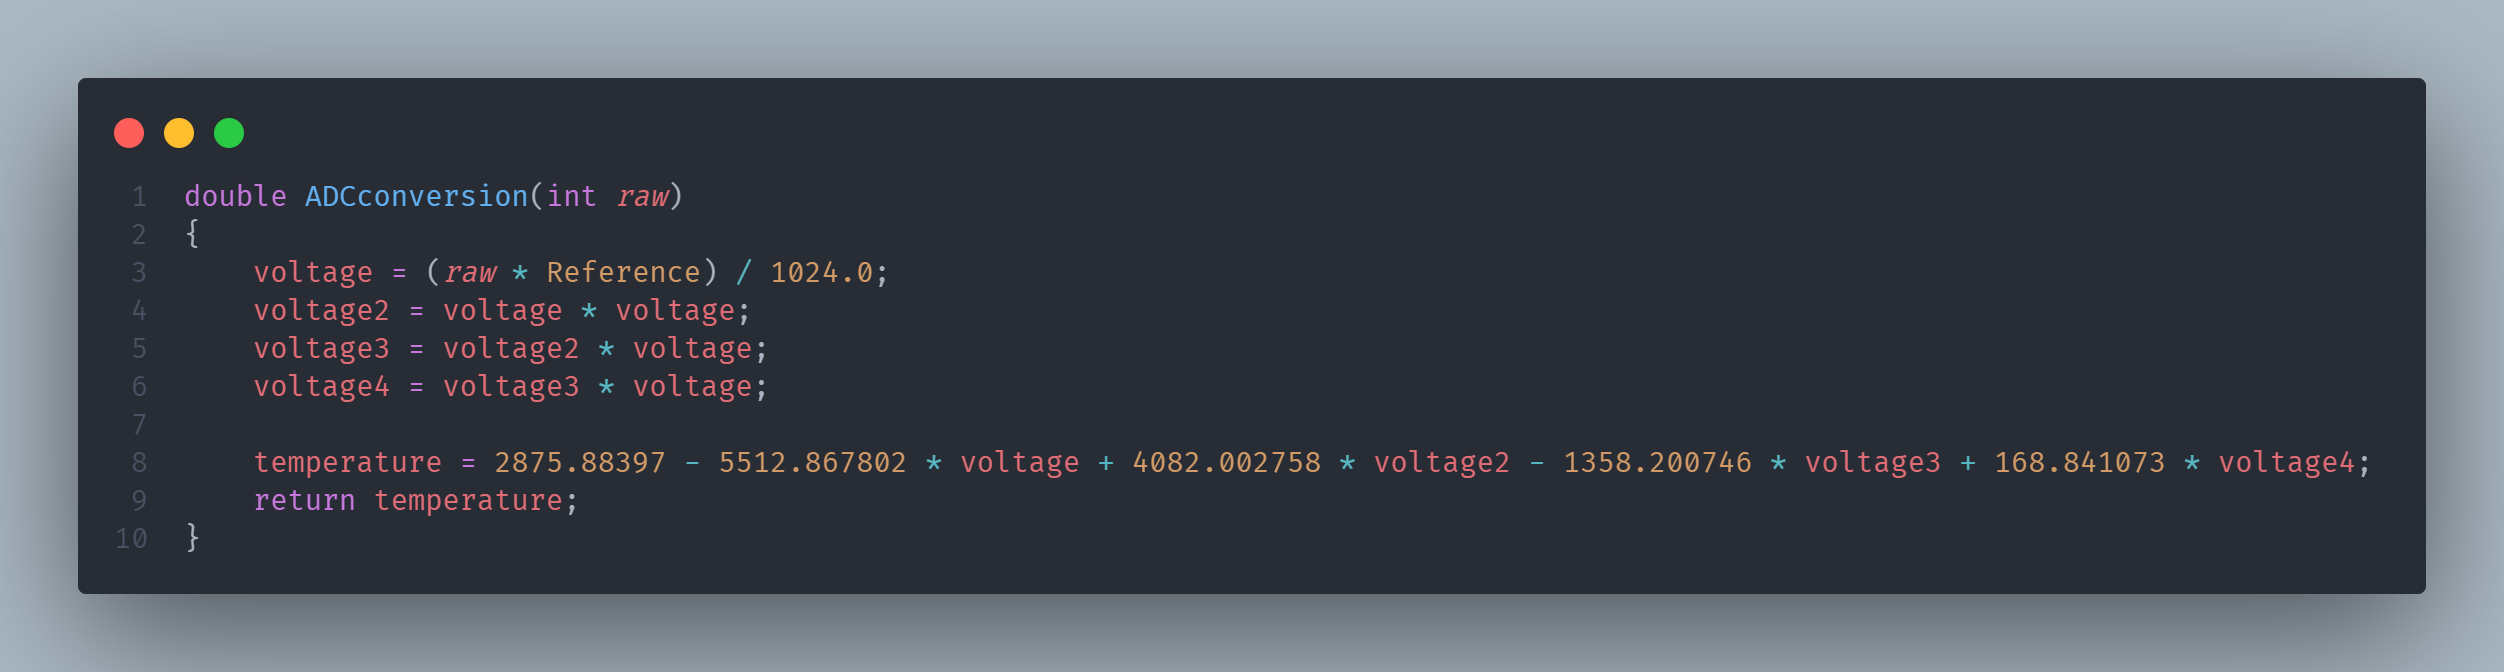 1 double ADCconversion(int raw)
2 {
3     voltage = (raw * Reference) / 1024.0;
4     voltage2 = voltage * voltage;
5     voltage3 = voltage2 * voltage;
6     voltage4 = voltage3 * voltage;
7
8     temperature = 2875.88397 - 5512.867802 * voltage + 4082.002758 * voltage2 - 1358.200746 * voltage3 + 168.841073 * voltage4;
9     return temperature;
10 }